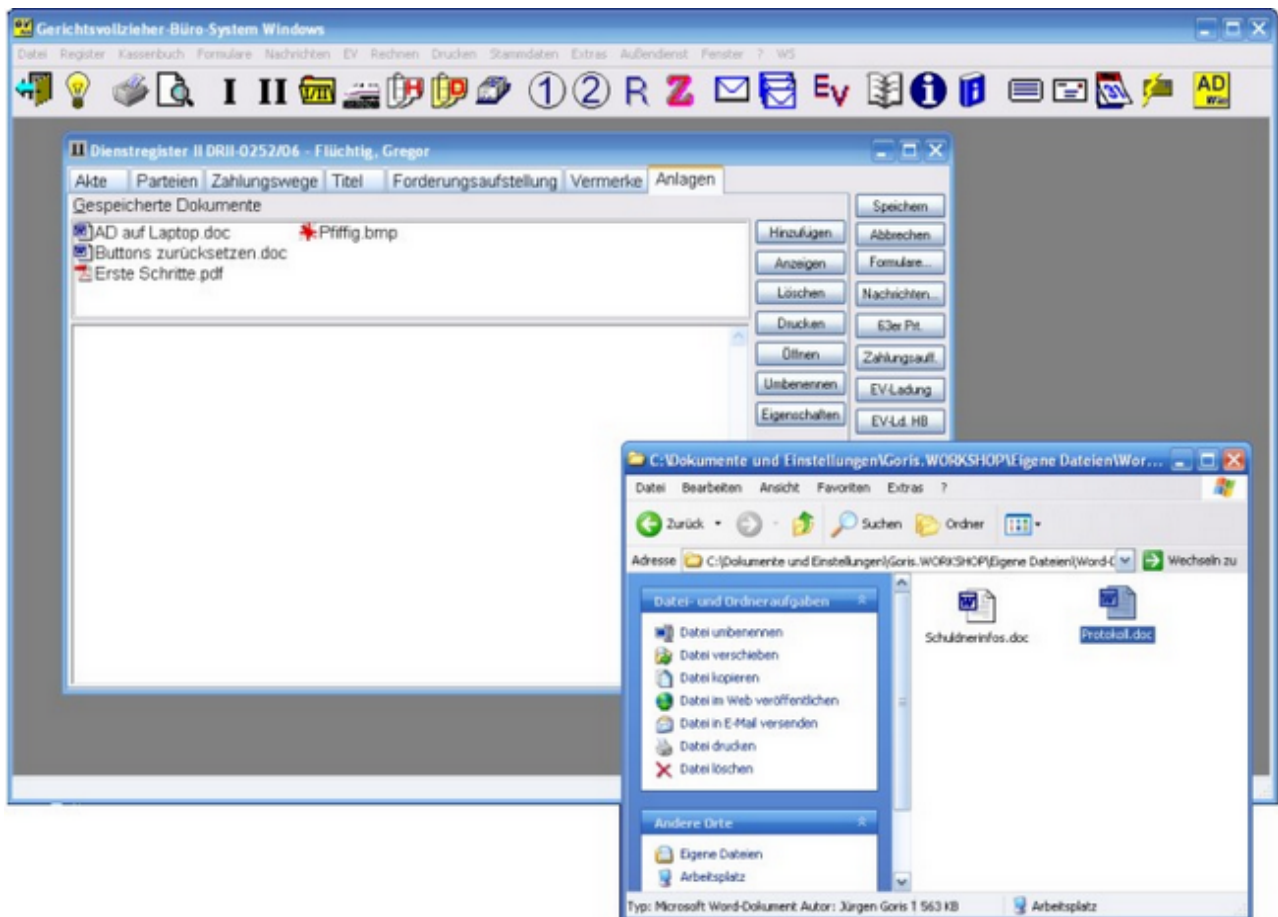 Gerichtsvollzieher-Büro-System Windows
Datei Register Kassenbuch Formulare Nachrichten EV Rechnen Drucken Stammdaten Extras Außendienst Fenster ? WS
I II I/II H P 1 2 R Z EV i i 31 AD Win
II Dienstregister II DRII-0252/06 - Flüchtig, Gregor
Akte Parteien Zahlungswege Titel Forderungsaufstellung Vermerke Anlagen
Gespeicherte Dokumente
AD auf Laptop.doc Pfiffig.bmp
Buttons zurücksetzen.doc
Erste Schritte.pdf
Hinzufügen
Anzeigen
Löschen
Drucken
Öffnen
Umbenennen
Eigenschaften
Speichern
Abbrechen
Formulare...
Nachrichten...
63er Prt.
Zahlungsauff.
EV-Ladung
EV-Ld. HB
C:\Dokumente und Einstellungen\Goris.WORKSHOP\Eigene Dateien\Wor...
Datei Bearbeiten Ansicht Favoriten Extras ?
Zurück Suchen Ordner
Adresse C:\Dokumente und Einstellungen\Goris.WORKSHOP\Eigene Dateien\Word-D Wechseln zu
Datei- und Ordneraufgaben
Datei umbenennen
Datei verschieben
Datei kopieren
Datei im Web veröffentlichen
Datei in E-Mail versenden
Datei drucken
Datei löschen
Andere Orte
Eigene Dateien
Arbeitsplatz
Schuldnerinfos.doc Protokoll.doc
Typ: Microsoft Word-Dokument Autor: Jürgen Goris T 563 KB Arbeitsplatz